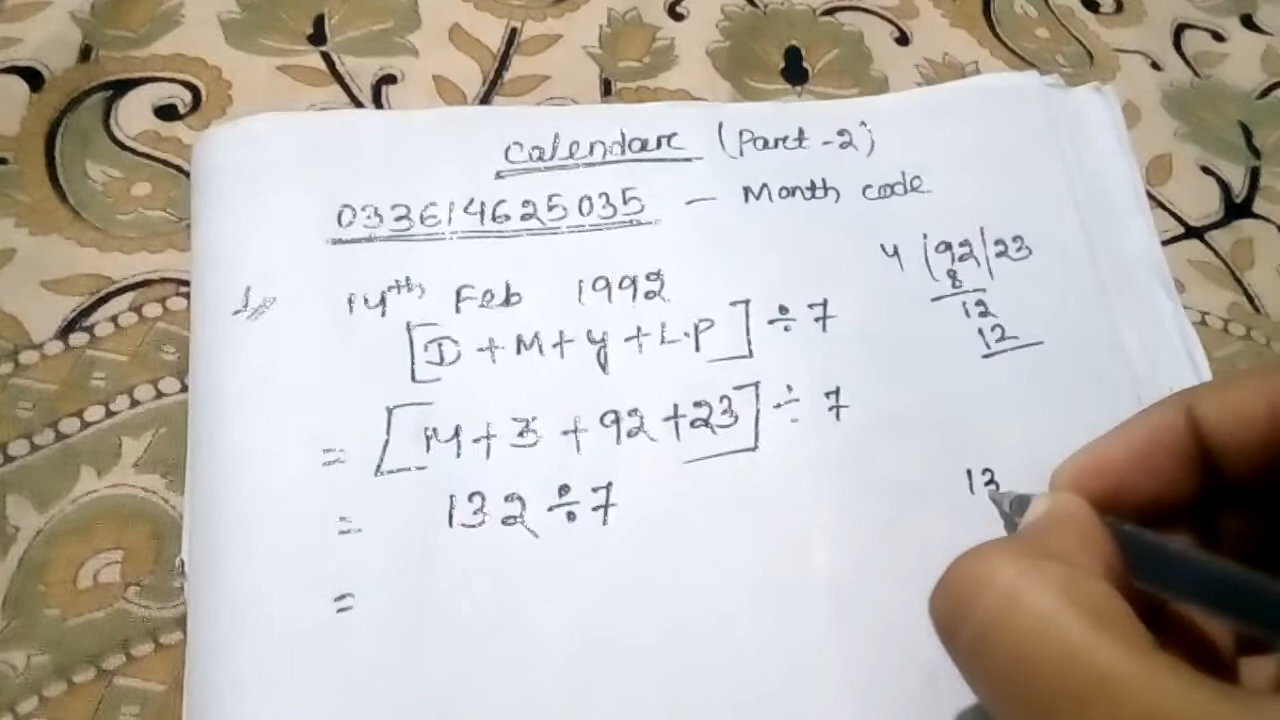 Calendar (Part-2)
033614625035 — Month code
1) 14th Feb 1992
[D + M + y + L.P] ÷ 7
= [14 + 3 + 92 + 23] ÷ 7
= 132 ÷ 7
=
4 | 92 | 23
8
12
12
13